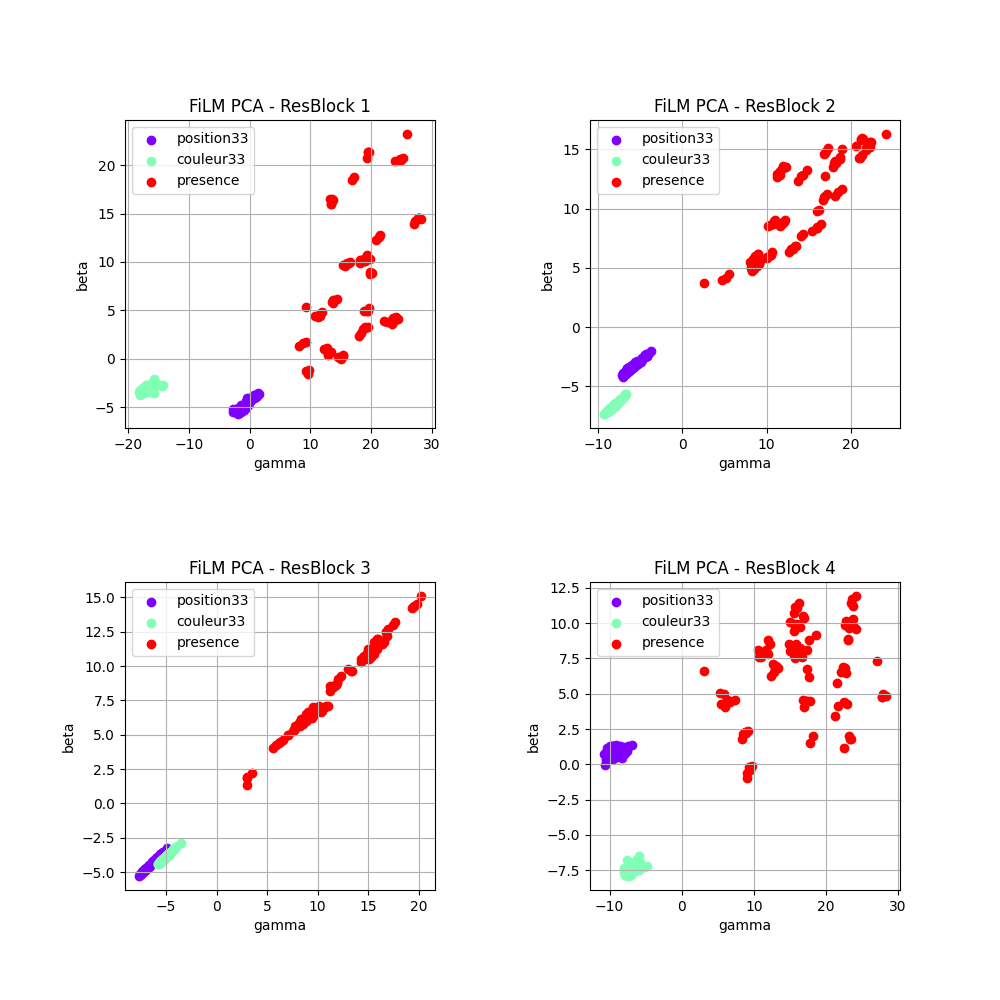 FiLM PCA - ResBlock 1
position33
couleur33
presence
20
15
10
5
0
−5
beta
−20 −10 0 10 20 30
gamma
FiLM PCA - ResBlock 2
position33
couleur33
presence
15
10
5
0
−5
beta
−10 0 10 20
gamma
FiLM PCA - ResBlock 3
position33
couleur33
presence
15.0
12.5
10.0
7.5
5.0
2.5
0.0
−2.5
−5.0
beta
−5 0 5 10 15 20
gamma
FiLM PCA - ResBlock 4
position33
couleur33
presence
12.5
10.0
7.5
5.0
2.5
0.0
−2.5
−5.0
−7.5
beta
−10 0 10 20 30
gamma